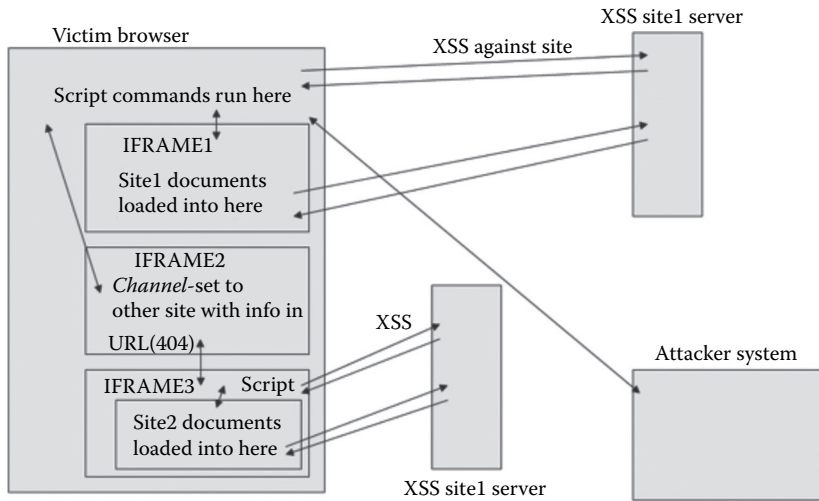 XSS site1 server
Victim browser
XSS against site
Script commands run here
IFRAME1
Site1 documents
loaded into here
IFRAME2
Channel-set to
other site with info in
URL(404)
XSS
IFRAME3
Script
Site2 documents
loaded into here
XSS site1 server
Attacker system